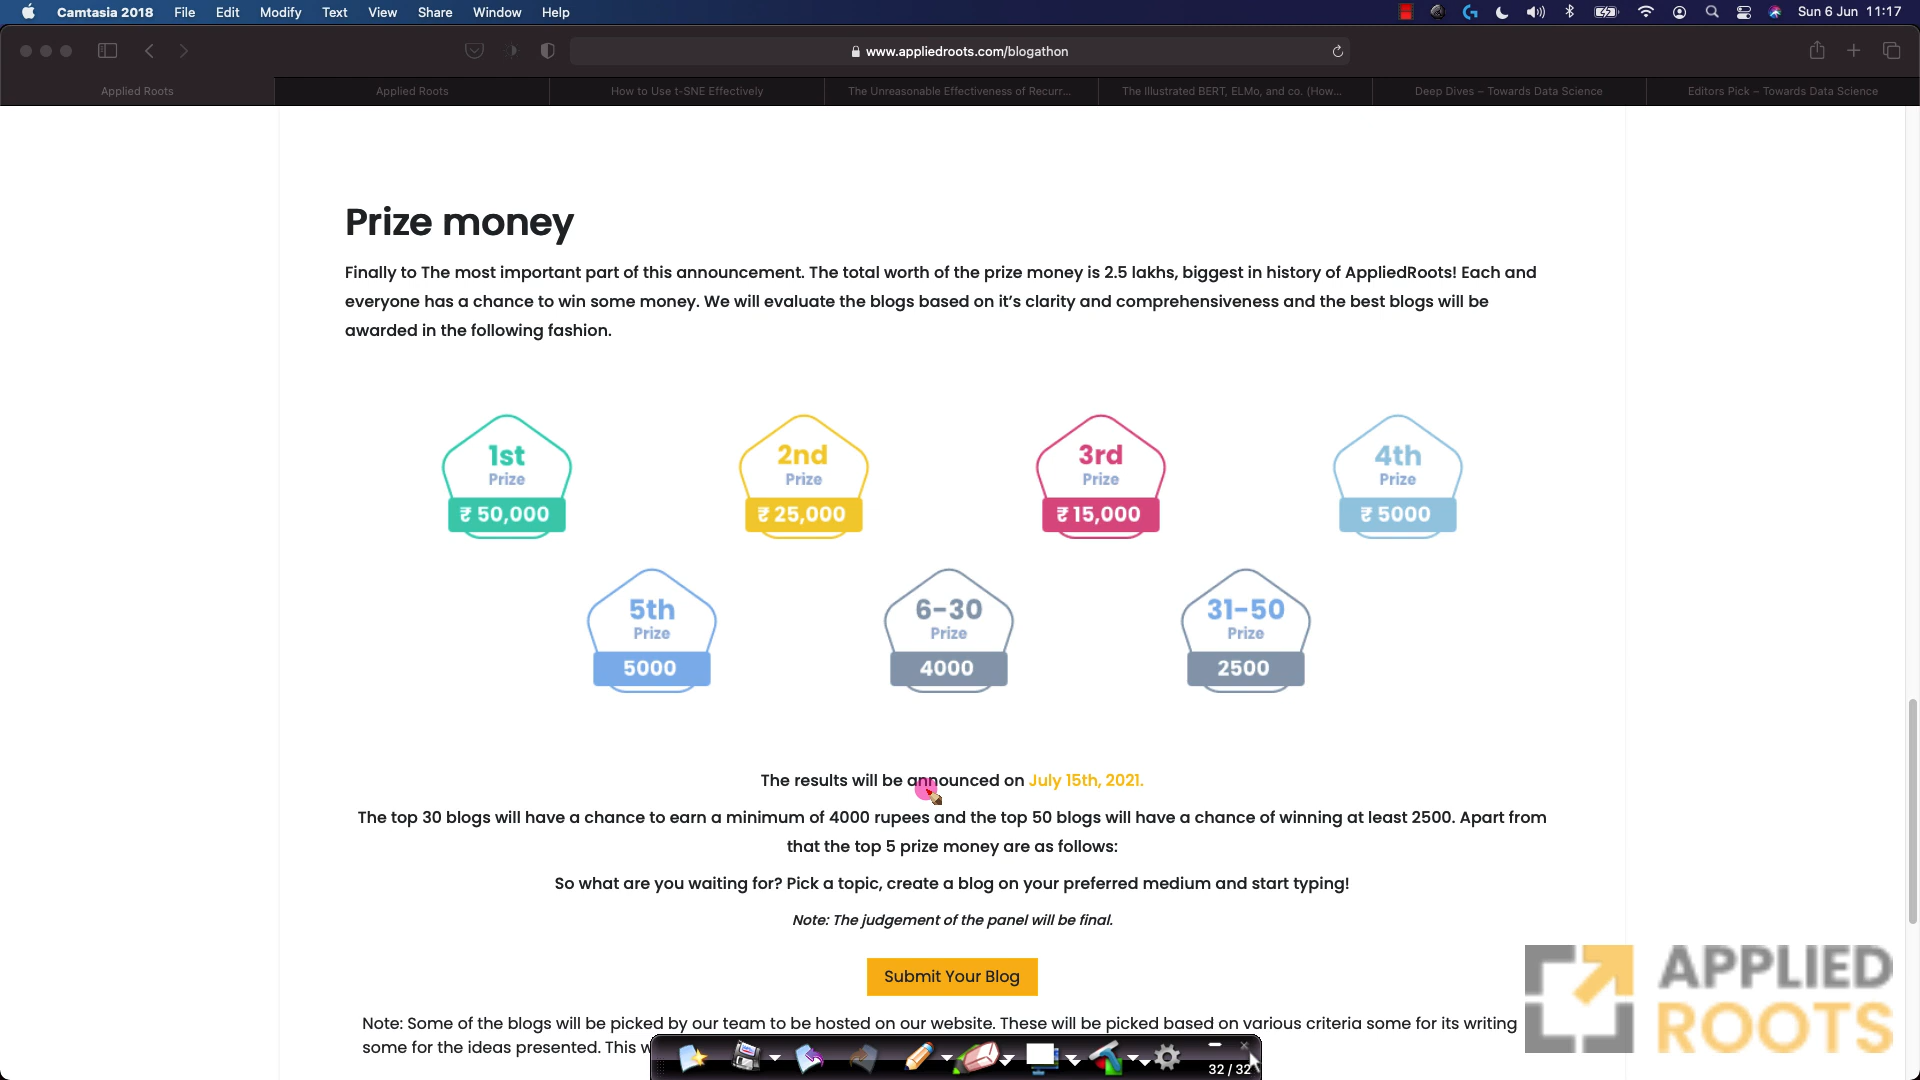 Camtasia 2018 File Edit Modify Text View Share Window Help Sun 6 Jun 11:17
www.appliedroots.com/blogathon
Applied Roots Applied Roots How to Use t-SNE Effectively The Unreasonable Effectiveness of Recurr... The Illustrated BERT, ELMo, and co. (How... Deep Dives – Towards Data Science Editors Pick – Towards Data Science
Prize money
Finally to The most important part of this announcement. The total worth of the prize money is 2.5 lakhs, biggest in history of AppliedRoots! Each and
everyone has a chance to win some money. We will evaluate the blogs based on it's clarity and comprehensiveness and the best blogs will be
awarded in the following fashion.
1st
Prize
₹ 50,000
2nd
Prize
₹ 25,000
3rd
Prize
₹ 15,000
4th
Prize
₹ 5000
5th
Prize
5000
6-30
Prize
4000
31-50
Prize
2500
The results will be announced on July 15th, 2021.
The top 30 blogs will have a chance to earn a minimum of 4000 rupees and the top 50 blogs will have a chance of winning at least 2500. Apart from
that the top 5 prize money are as follows:
So what are you waiting for? Pick a topic, create a blog on your preferred medium and start typing!
Note: The judgement of the panel will be final.
Submit Your Blog
Note: Some of the blogs will be picked by our team to be hosted on our website. These will be picked based on various criteria some for its writing
some for the ideas presented. This w
32 / 32
APPLIED
ROOTS